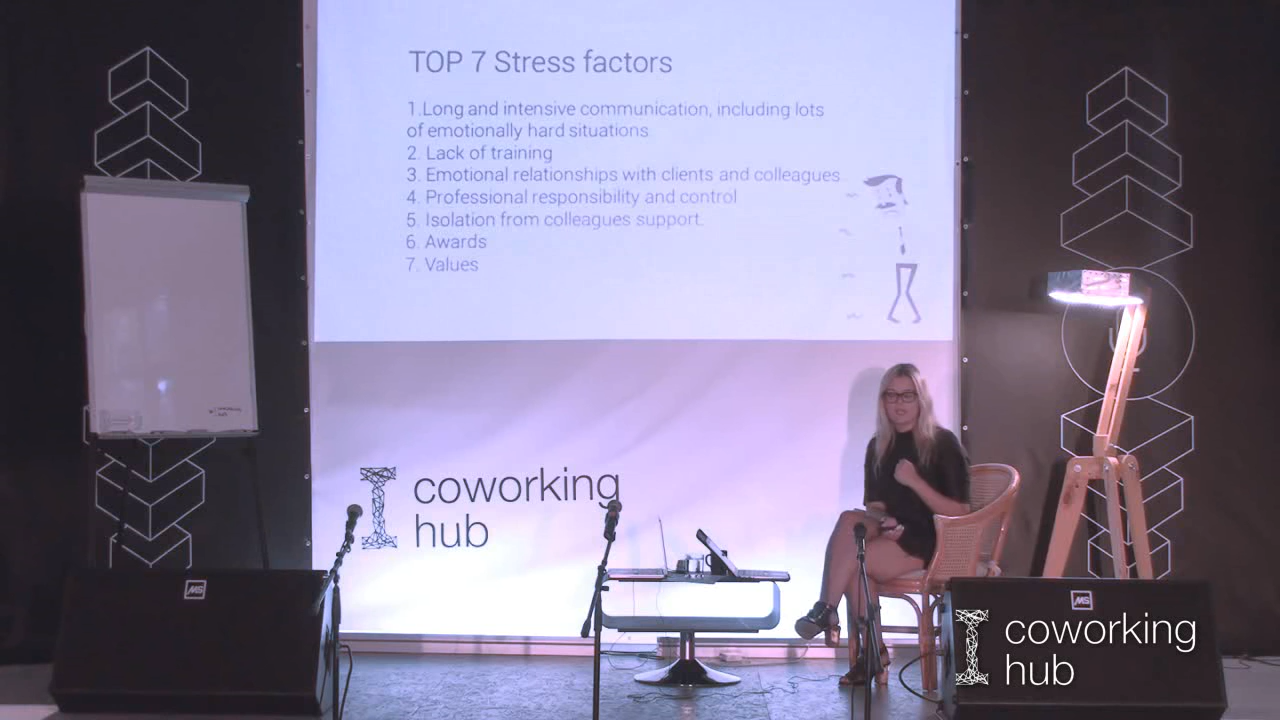 TOP 7 Stress factors
1.Long and intensive communication, including lots
of emotionally hard situations.
2. Lack of training
3. Emotional relationships with clients and colleagues
4. Professional responsibility and control
5. Isolation from colleagues support.
6. Awards
7. Values
coworking
hub
coworking
hub